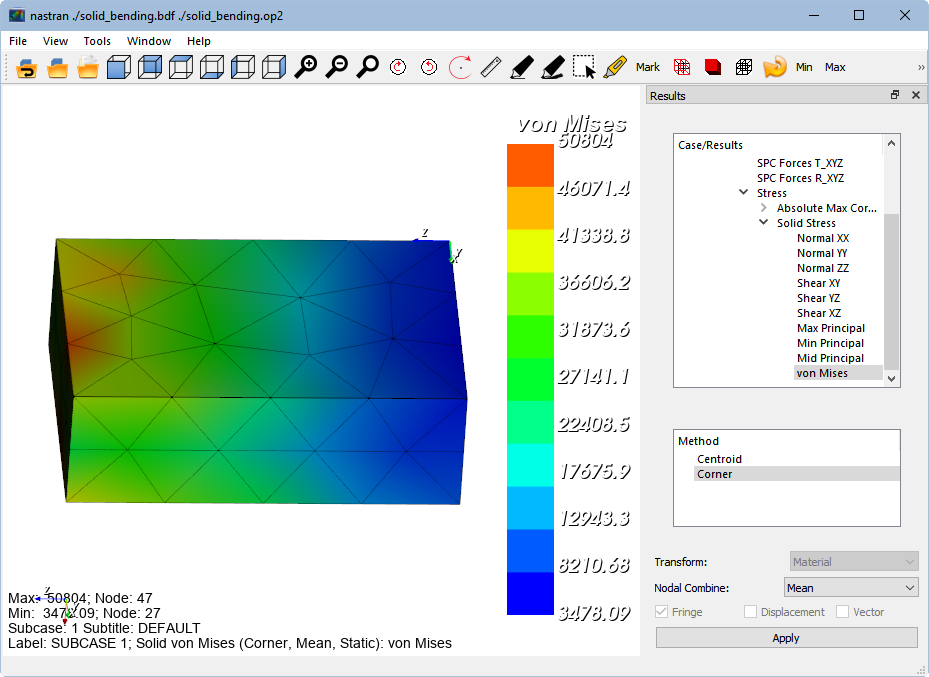 nastran ./solid_bending.bdf ./solid_bending.op2
File View Tools Window Help
Mark Min Max »
Results
Case/Results
SPC Forces T_XYZ
SPC Forces R_XYZ
Stress
Absolute Max Cor...
Solid Stress
Normal XX
Normal YY
Normal ZZ
Shear XY
Shear YZ
Shear XZ
Max Principal
Min Principal
Mid Principal
von Mises
Method
Centroid
Corner
Transform: Material
Nodal Combine: Mean
Fringe Displacement Vector
Apply
von Mises
50804
46071.4
41338.8
36606.2
31873.6
27141.1
22408.5
17675.9
12943.3
8210.68
3478.09
z
y
x
z
y
Max: 50804; Node: 47
Min: 3478.09; Node: 27
Subcase: 1 Subtitle: DEFAULT
Label: SUBCASE 1; Solid von Mises (Corner, Mean, Static): von Mises